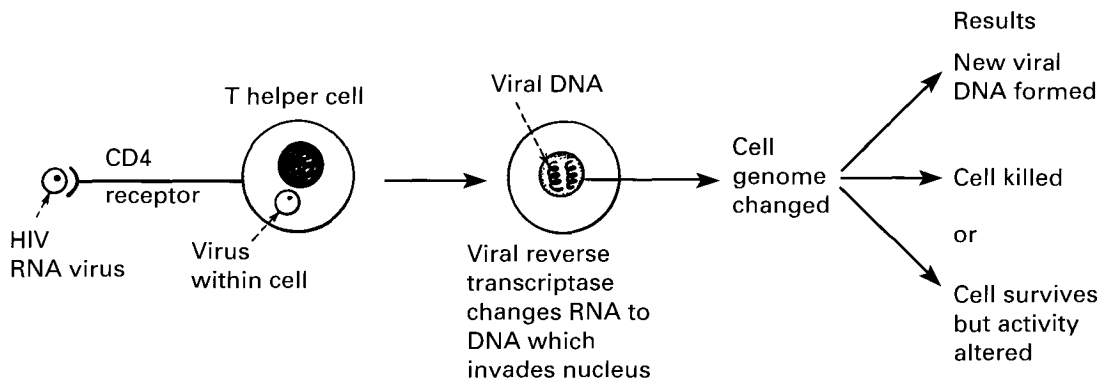 T helper cell
CD4
receptor
HIV
RNA virus
Virus
within cell
Viral DNA
Viral reverse
transcriptase
changes RNA to
DNA which
invades nucleus
Cell
genome
changed
Results
New viral
DNA formed
Cell killed
or
Cell survives
but activity
altered